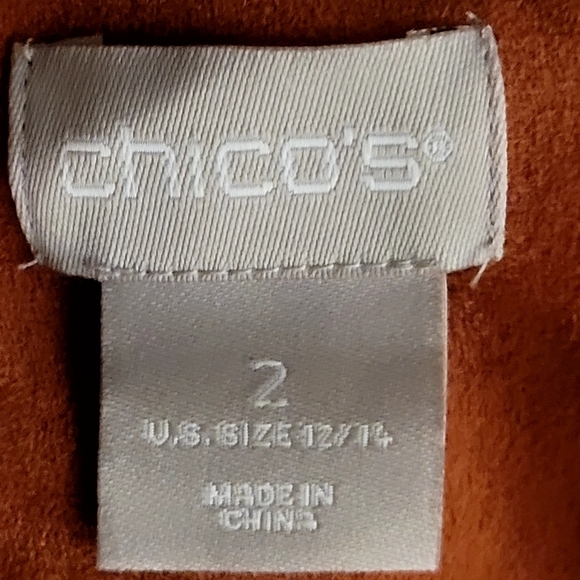 chico's®
2
U.S. SIZE 12/14
MADE IN
CHINA